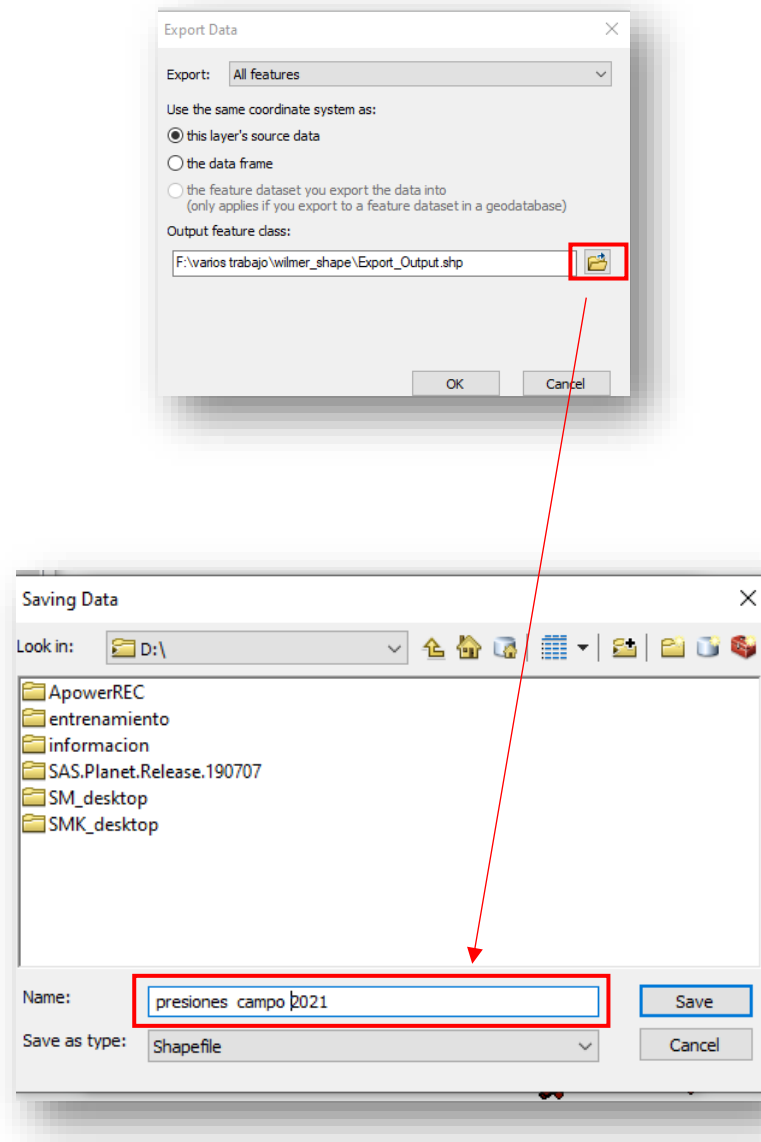 Export Data
Export: All features
Use the same coordinate system as:
this layer's source data
the data frame
the feature dataset you export the data into
(only applies if you export to a feature dataset in a geodatabase)
Output feature class:
F:\varios trabajo\wilmer_shape\Export_Output.shp
OK Cancel
Saving Data
Look in: D:\
ApowerREC
entrenamiento
informacion
SAS.Planet.Release.190707
SM_desktop
SMK_desktop
Name: presiones campo 2021
Save
Save as type: Shapefile
Cancel